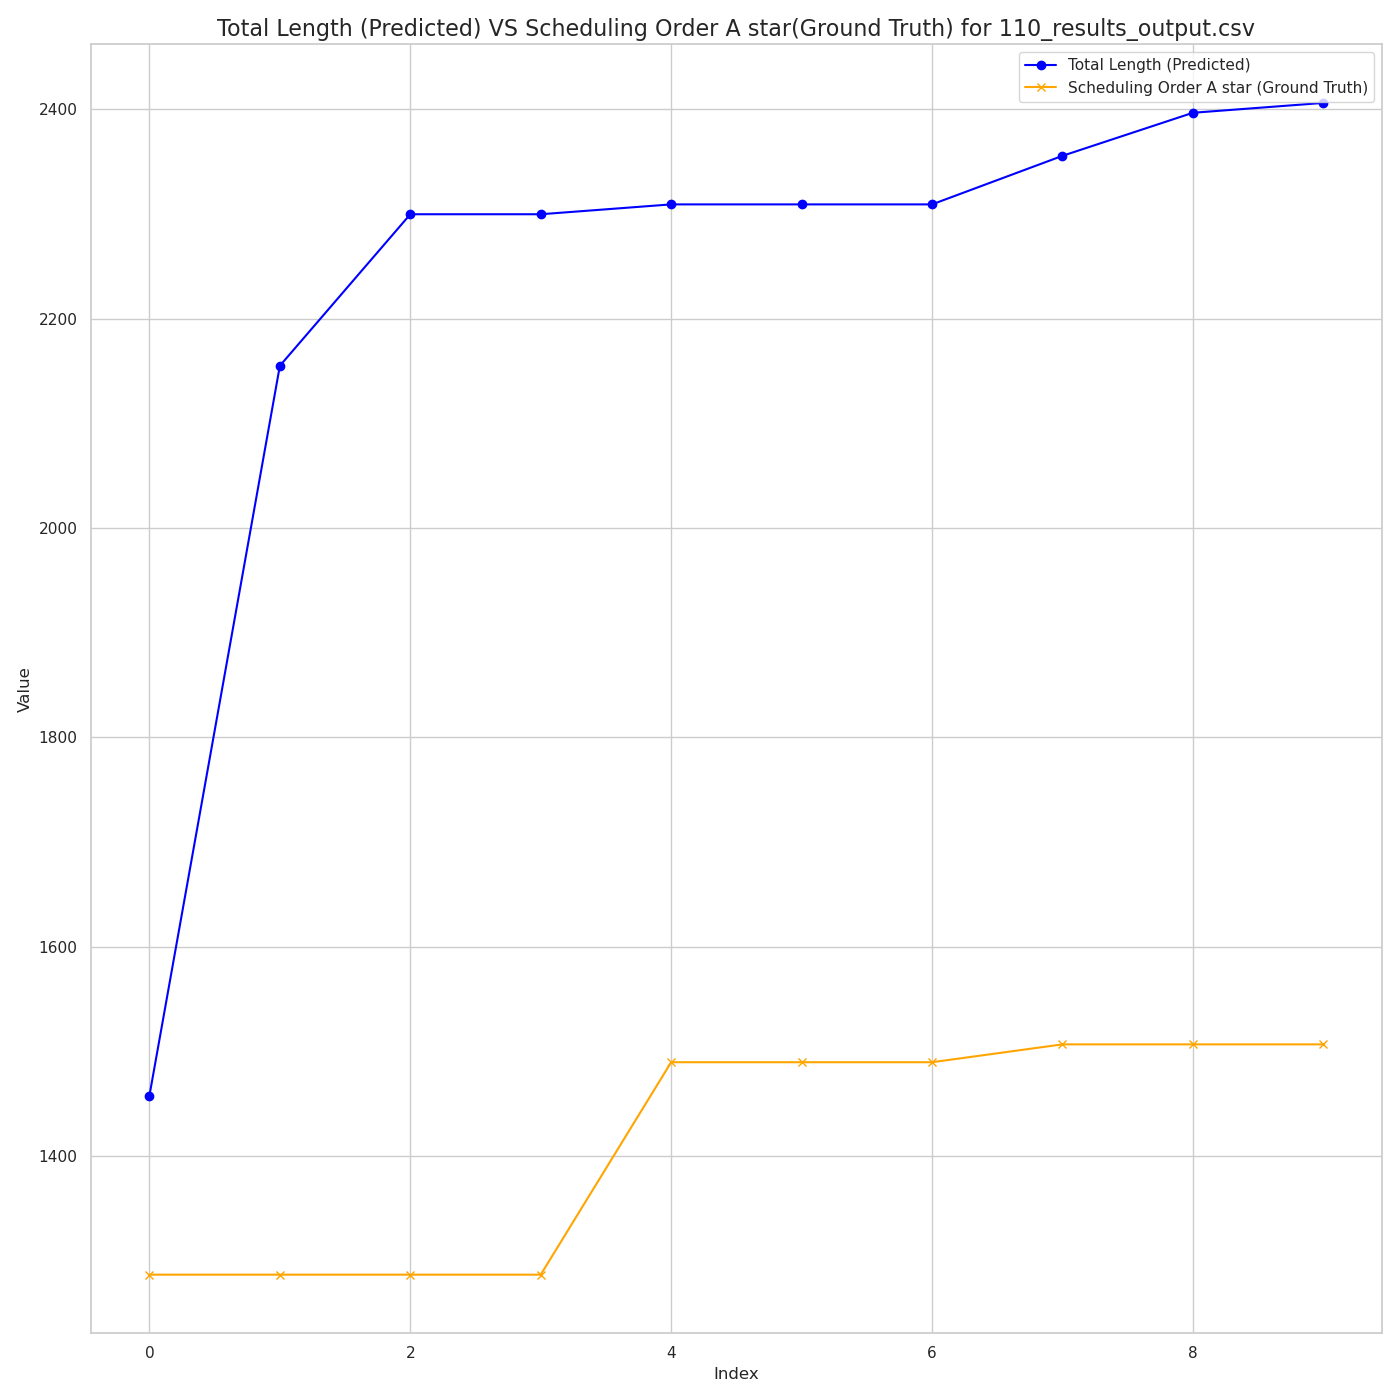 Total Length (Predicted) VS Scheduling Order A star(Ground Truth) for 110_results_output.csv
Total Length (Predicted)
Scheduling Order A star (Ground Truth)
2400
2200
2000
1800
1600
1400
Value
0 2 4 6 8
Index